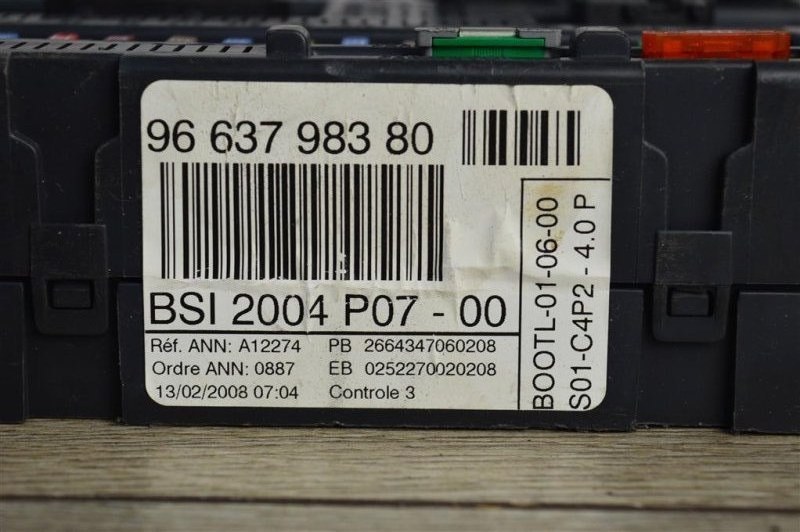 96 637 983 80
BSI 2004 P07 - 00
Réf. ANN: A12274 PB 2664347060208
Ordre ANN: 0887 EB 0252270020208
13/02/2008 07:04 Controle 3
BOOTL-01-06-00
S01-C4P2 - 4.0 P